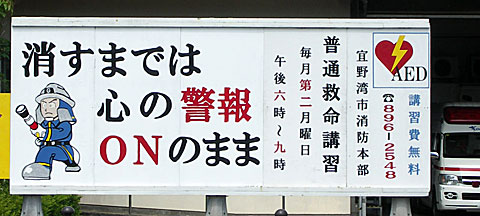 消すまでは
心の警報
ONのまま
普通救命講習
毎月第二月曜日
午後六時～九時
宜野湾市消防本部
AED
講習費無料
☎896-2548